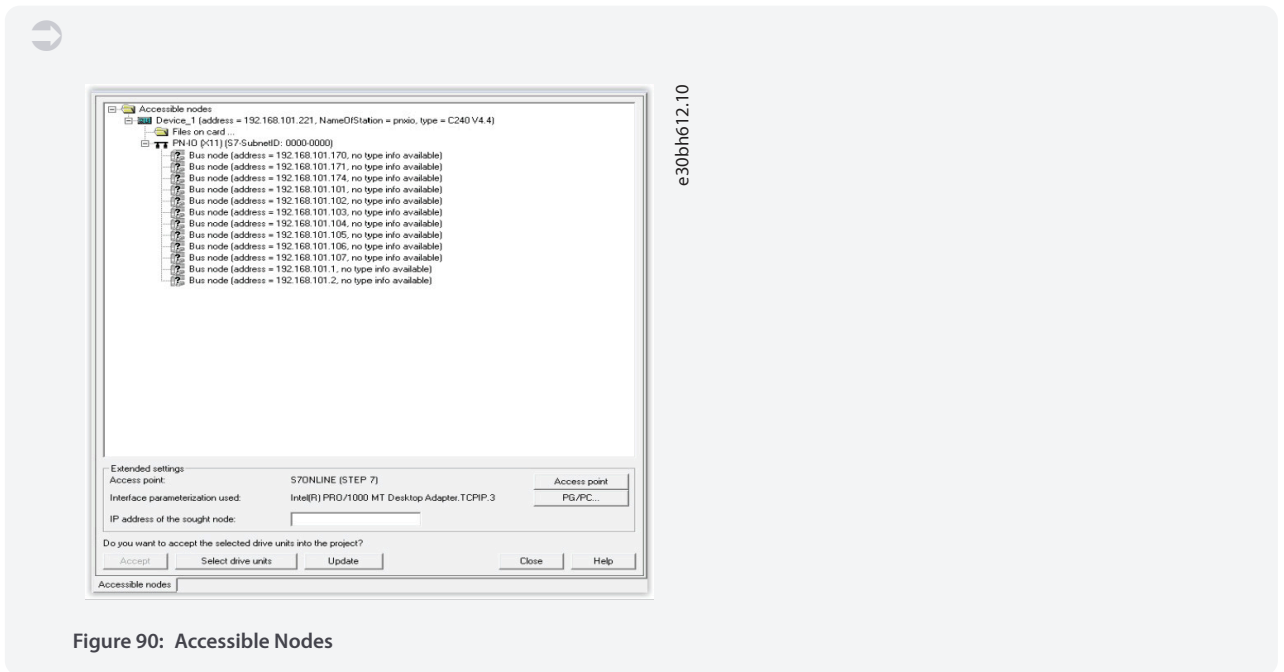 Accessible nodes
Device_1 (address = 192.168.101.221, NameOfStation = pnxio, type = C240 V4.4)
Files on card ...
PN-IO (X11) (S7-SubnetID: 0000-0000)
Bus node (address = 192.168.101.170, no type info available)
Bus node (address = 192.168.101.171, no type info available)
Bus node (address = 192.168.101.174, no type info available)
Bus node (address = 192.168.101.101, no type info available)
Bus node (address = 192.168.101.102, no type info available)
Bus node (address = 192.168.101.103, no type info available)
Bus node (address = 192.168.101.104, no type info available)
Bus node (address = 192.168.101.105, no type info available)
Bus node (address = 192.168.101.106, no type info available)
Bus node (address = 192.168.101.107, no type info available)
Bus node (address = 192.168.101.1, no type info available)
Bus node (address = 192.168.101.2, no type info available)
e30bh612.10
Extended settings
Access point: S7ONLINE (STEP 7) Access point
Interface parameterization used: Intel(R) PRO/1000 MT Desktop Adapter.TCPIP.3 PG/PC...
IP address of the sought node:
Do you want to accept the selected drive units into the project?
Accept Select drive units Update Close Help
Accessible nodes
Figure 90: Accessible Nodes